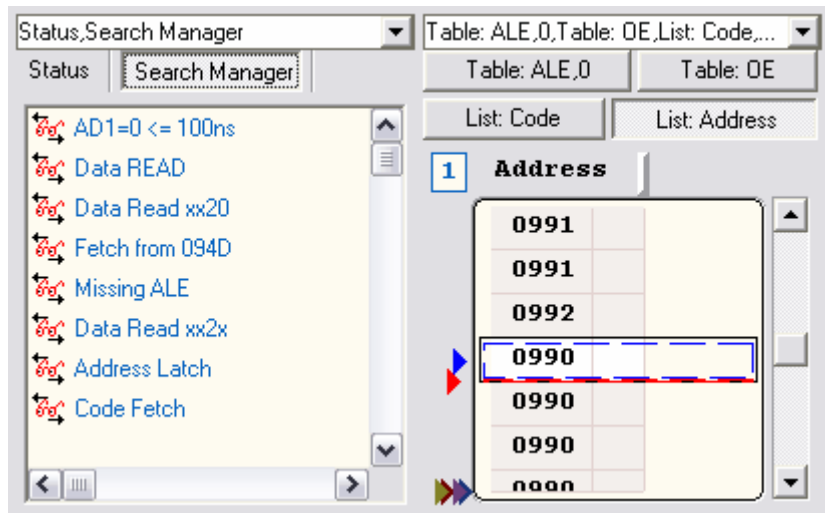 Status,Search Manager
Status
Search Manager
AD1=0 <= 100ns
Data READ
Data Read xx20
Fetch from 094D
Missing ALE
Data Read xx2x
Address Latch
Code Fetch
Table: ALE,0,Table: OE,List: Code,...
Table: ALE,0
Table: OE
List: Code
List: Address
1 Address
0991
0991
0992
0990
0990
0990
0990